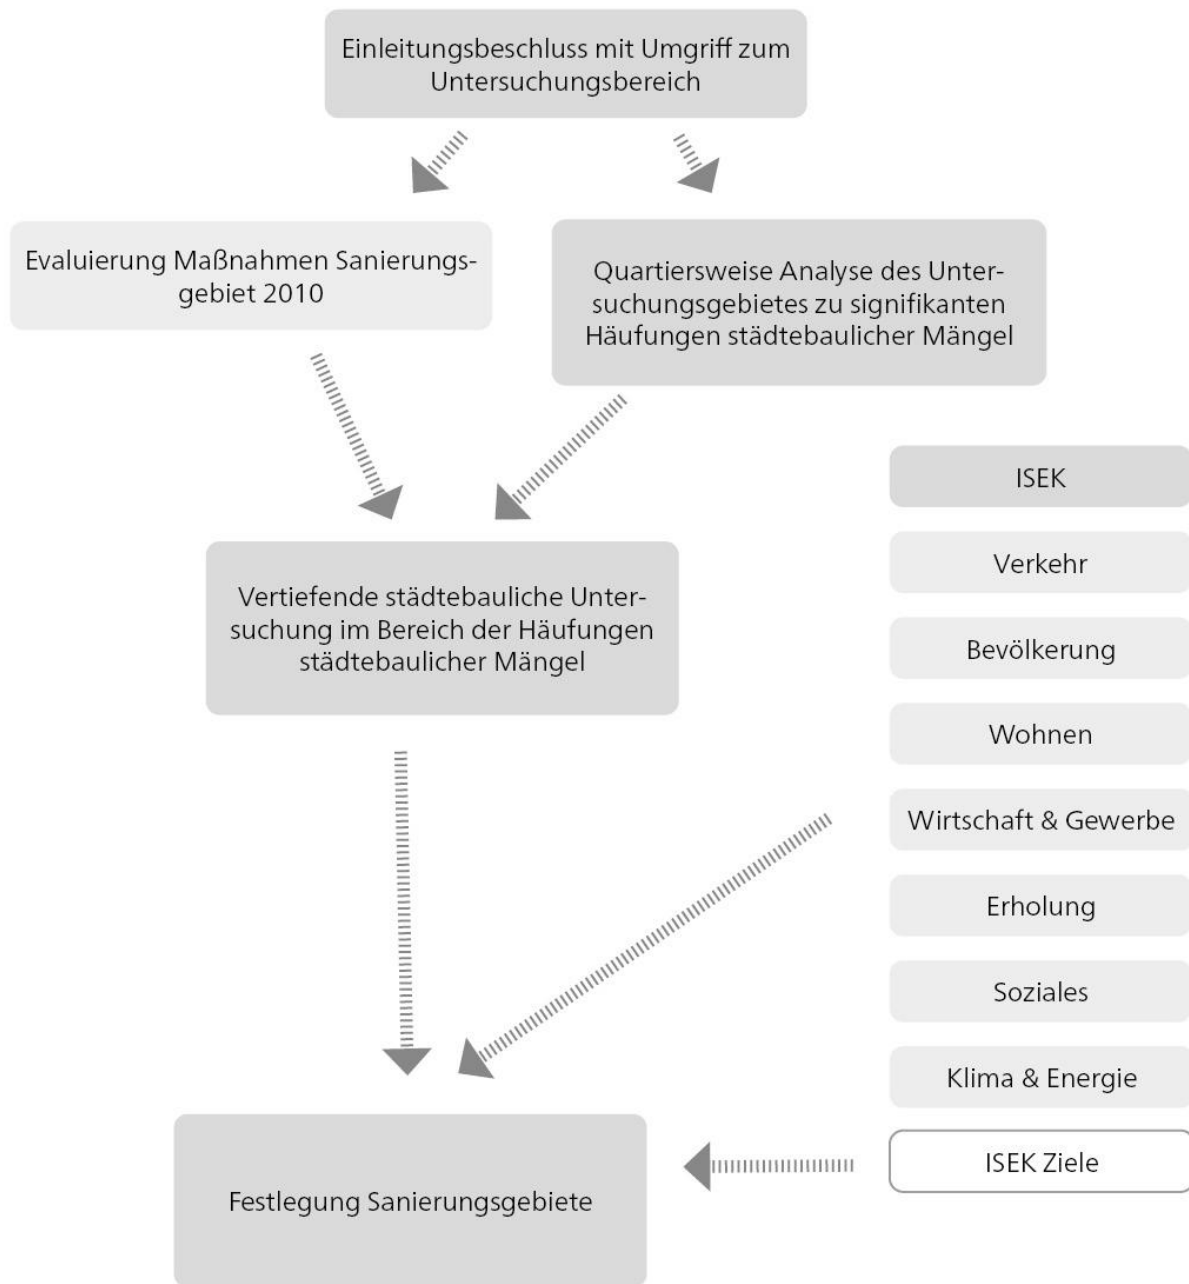 Einleitungsbeschluss mit Umgriff zum
Untersuchungsbereich
Evaluierung Maßnahmen Sanierungs-
gebiet 2010
Quartiersweise Analyse des Unter-
suchungsgebietes zu signifikanten
Häufungen städtebaulicher Mängel
Vertiefende städtebauliche Unter-
suchung im Bereich der Häufungen
städtebaulicher Mängel
ISEK
Verkehr
Bevölkerung
Wohnen
Wirtschaft & Gewerbe
Erholung
Soziales
Klima & Energie
ISEK Ziele
Festlegung Sanierungsgebiete